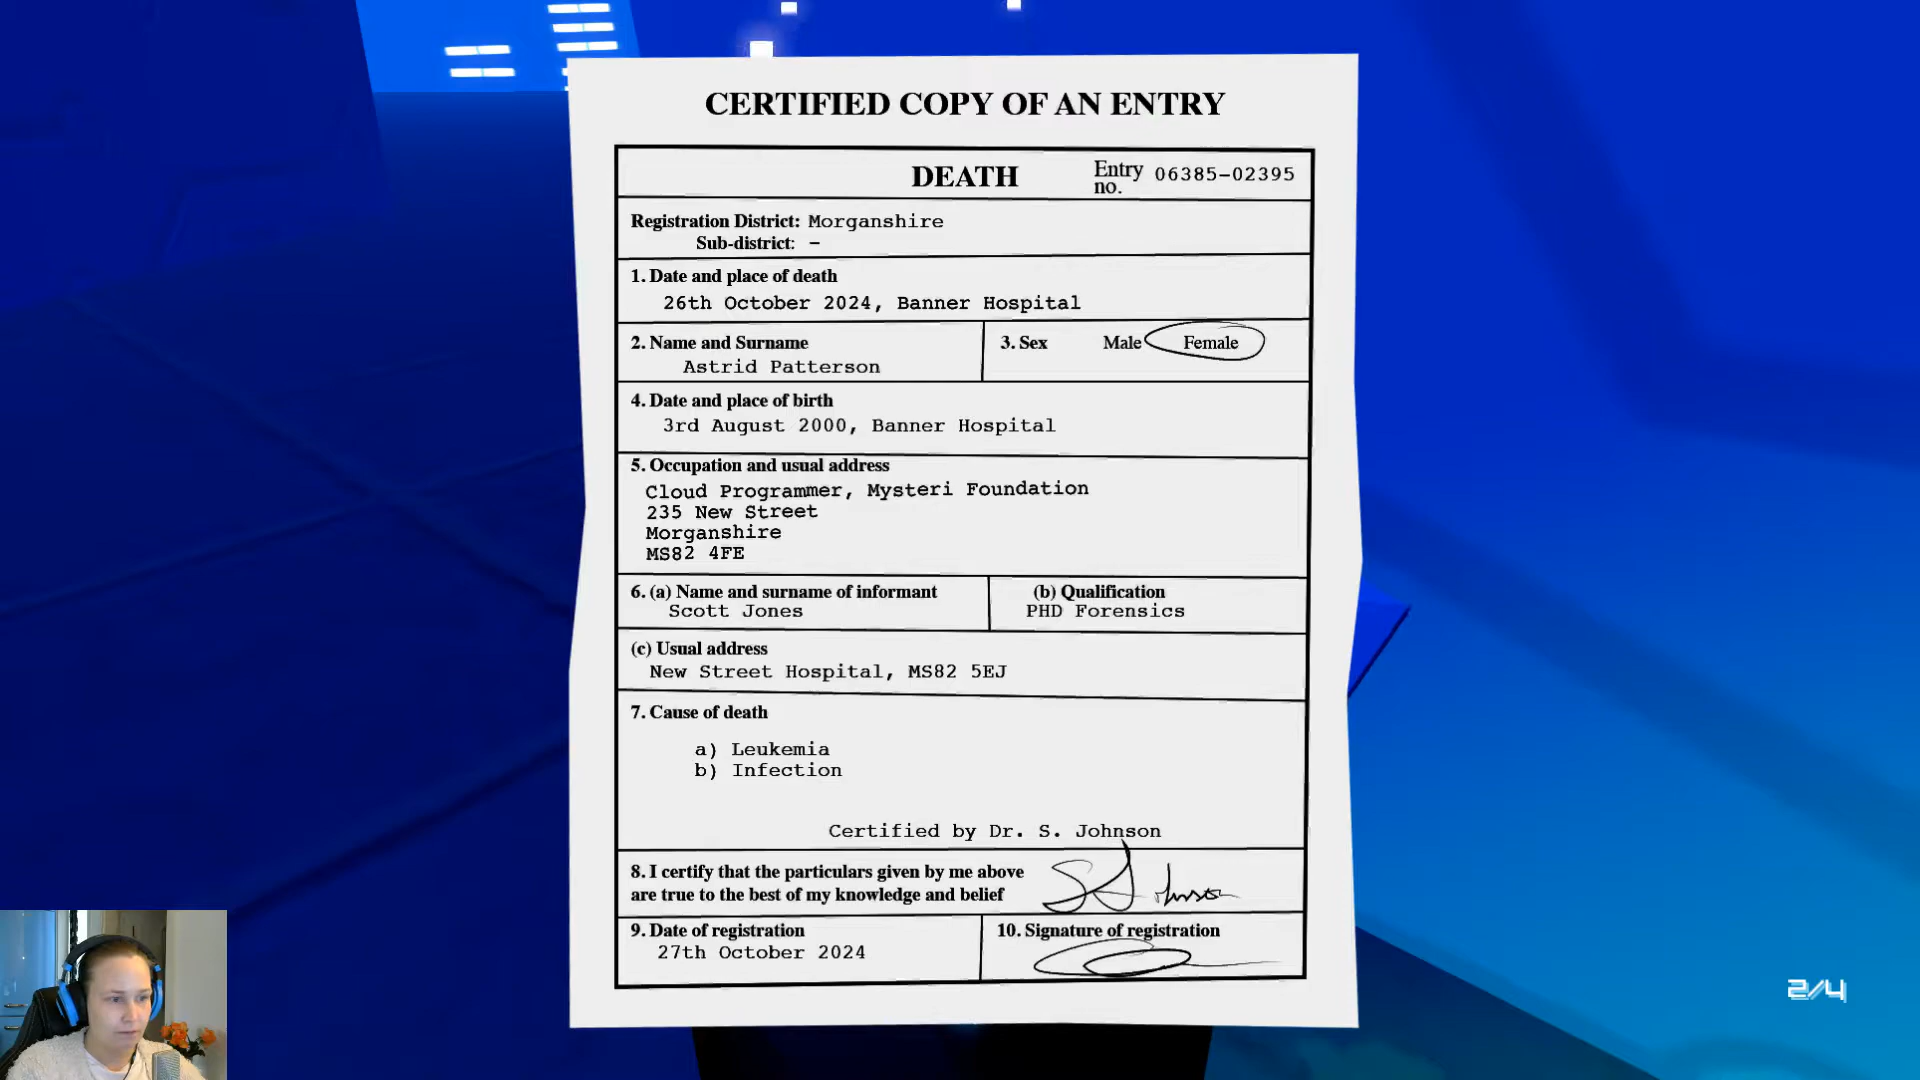 CERTIFIED COPY OF AN ENTRY
DEATH
Entry no. 06385-02395
Registration District: Morganshire
Sub-district: -
1. Date and place of death
26th October 2024, Banner Hospital
2. Name and Surname
Astrid Patterson
3. Sex Male Female
4. Date and place of birth
3rd August 2000, Banner Hospital
5. Occupation and usual address
Cloud Programmer, Mysteri Foundation
235 New Street
Morganshire
MS82 4FE
6. (a) Name and surname of informant
Scott Jones
(b) Qualification
PHD Forensics
(c) Usual address
New Street Hospital, MS82 5EJ
7. Cause of death
a) Leukemia
b) Infection
Certified by Dr. S. Johnson
8. I certify that the particulars given by me above
are true to the best of my knowledge and belief
S Johnson
9. Date of registration
27th October 2024
10. Signature of registration
2/4